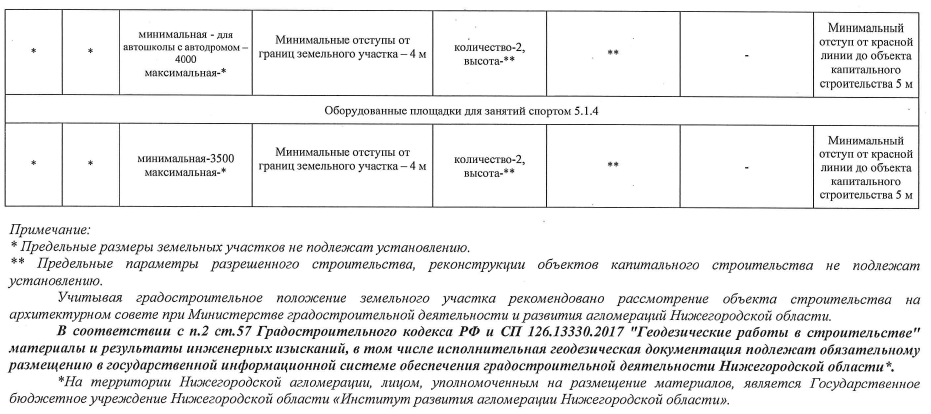 *
*
минимальная - для
автошколы с автодромом –
4000
максимальная-*
Минимальные отступы от
границ земельного участка – 4 м
количество-2,
высота-**
**
-
Минимальный
отступ от красной
линии до объекта
капитального
строительства 5 м
Оборудованные площадки для занятий спортом 5.1.4
*
*
минимальная-3500
максимальная-*
Минимальные отступы от
границ земельного участка – 4 м
количество-2,
высота-**
**
-
Минимальный
отступ от красной
линии до объекта
капитального
строительства 5 м
Примечание:
* Предельные размеры земельных участков не подлежат установлению.
** Предельные параметры разрешенного строительства, реконструкции объектов капитального строительства не подлежат
установлению.
Учитывая градостроительное положение земельного участка рекомендовано рассмотрение объекта строительства на
архитектурном совете при Министерстве градостроительной деятельности и развития агломераций Нижегородской области.
В соответствии с п.2 ст.57 Градостроительного кодекса РФ и СП 126.13330.2017 "Геодезические работы в строительстве"
материалы и результаты инженерных изысканий, в том числе исполнительная геодезическая документация подлежат обязательному
размещению в государственной информационной системе обеспечения градостроительной деятельности Нижегородской области*.
*На территории Нижегородской агломерации, лицом, уполномоченным на размещение материалов, является Государственное
бюджетное учреждение Нижегородской области «Институт развития агломерации Нижегородской области».